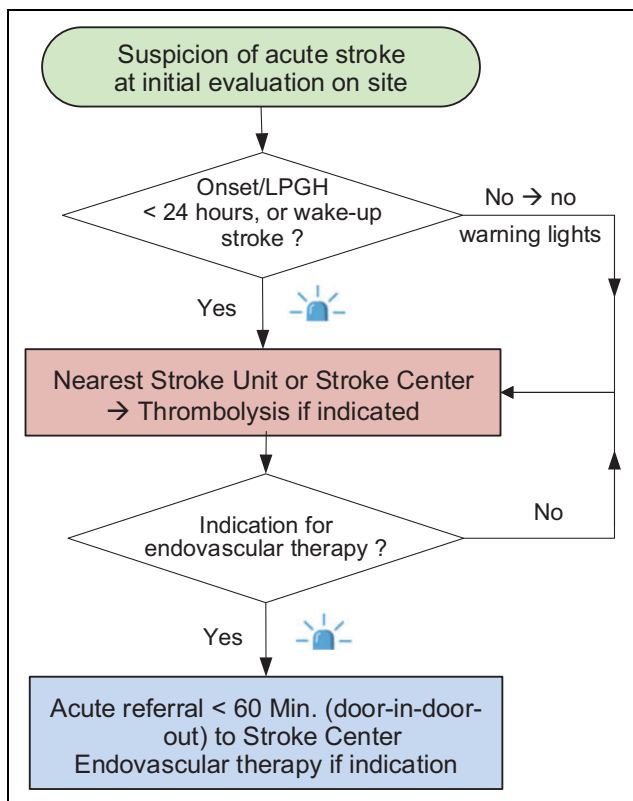 Suspicion of acute stroke
at initial evaluation on site
Onset/LPGH
< 24 hours, or wake-up
stroke ?
No → no
warning lights
Yes
Nearest Stroke Unit or Stroke Center
→ Thrombolysis if indicated
Indication for
endovascular therapy ?
No
Yes
Acute referral < 60 Min. (door-in-door-
out) to Stroke Center
Endovascular therapy if indication